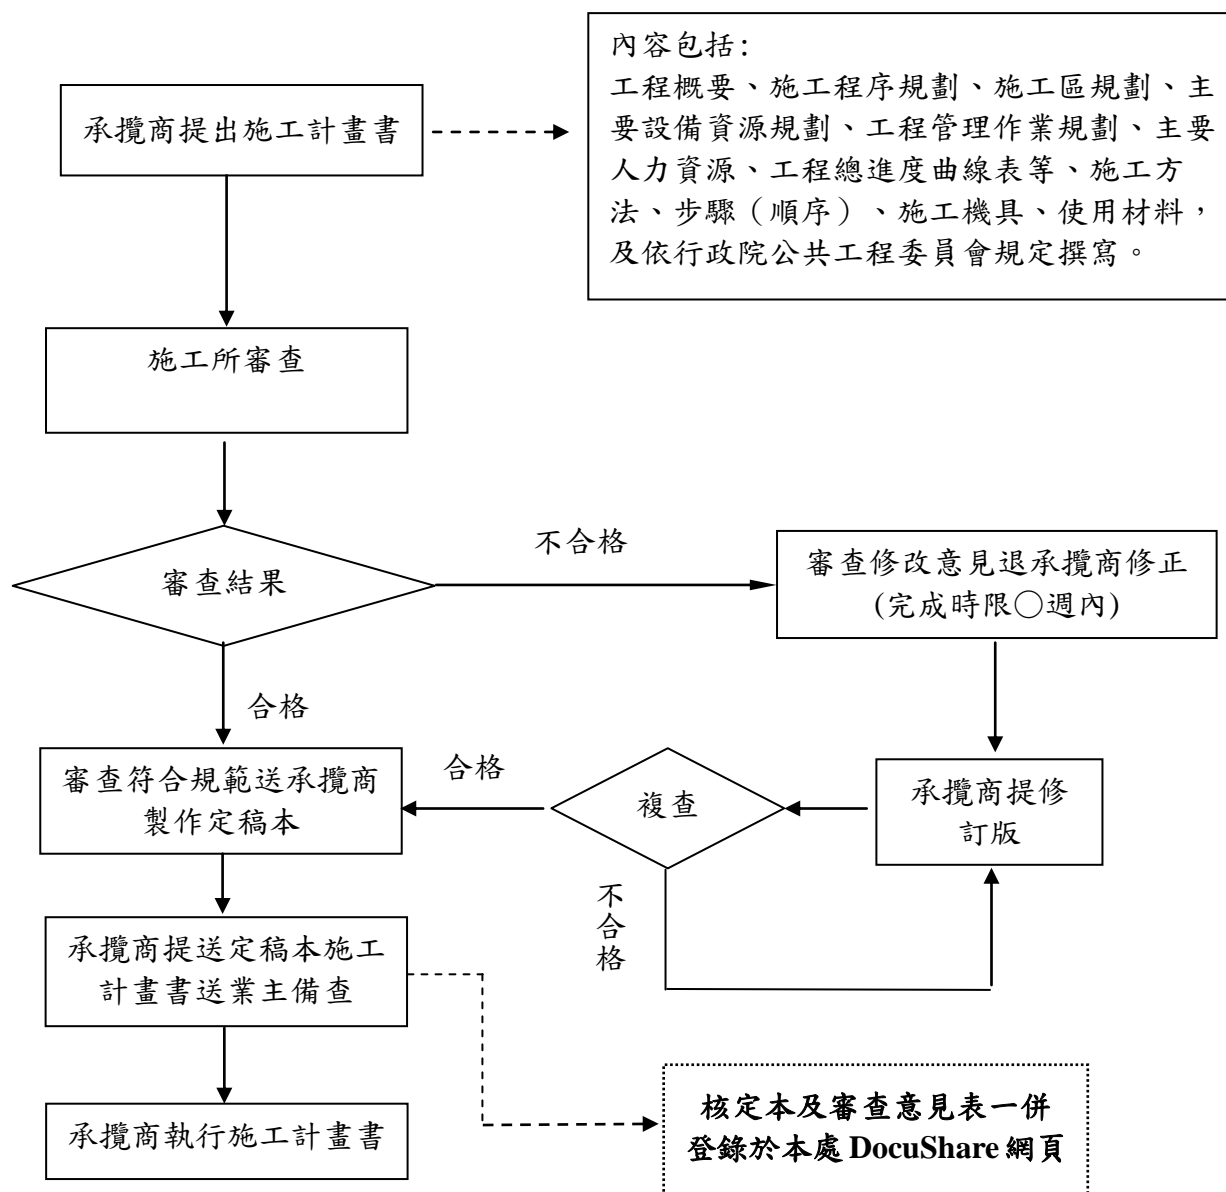 內容包括:
工程概要、施工程序規劃、施工區規劃、主
要設備資源規劃、工程管理作業規劃、主要
人力資源、工程總進度曲線表等、施工方
法、步驟（順序）、施工機具、使用材料，
及依行政院公共工程委員會規定撰寫。
承攬商提出施工計畫書
施工所審查
審查結果
不合格
審查修改意見退承攬商修正
(完成時限○週內)
合格
審查符合規範送承攬商
製作定稿本
合格
複查
承攬商提修
訂版
不合格
承攬商提送定稿本施工
計畫書送業主備查
承攬商執行施工計畫書
核定本及審查意見表一併
登錄於本處 DocuShare 網頁